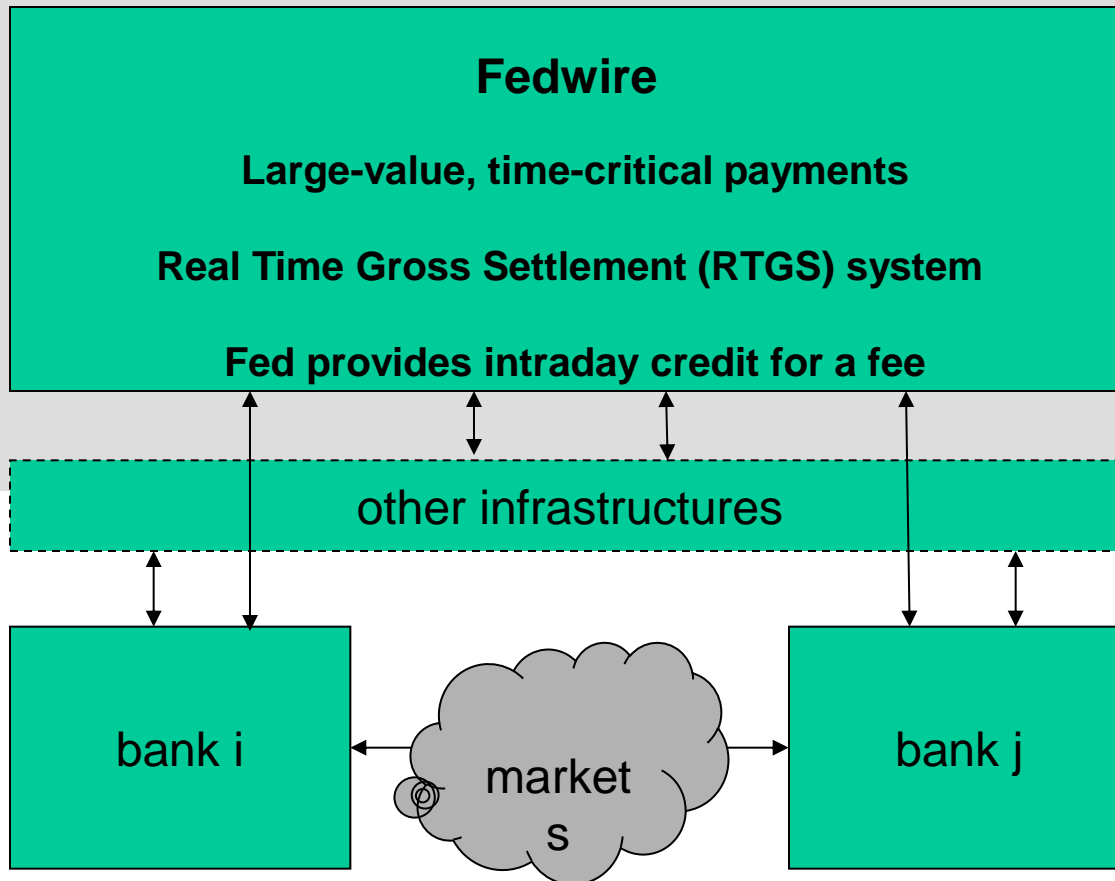 Fedwire
Large-value, time-critical payments
Real Time Gross Settlement (RTGS) system
Fed provides intraday credit for a fee
other infrastructures
bank i
market
s
bank j